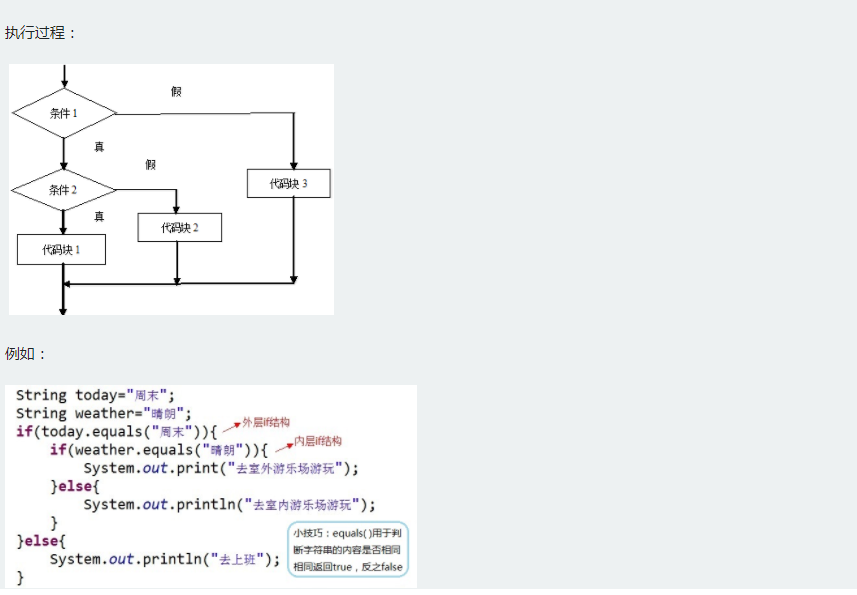 执行过程：
假
条件 1
真
假
代码块 3
条件 2
真
代码块 2
代码块 1
例如：
String today="周末";
String weather="晴朗";
外层if结构
if(today.equals("周末")){
内层if结构
if(weather.equals("晴朗")){
System.out.print("去室外游乐场游玩");
}else{
System.out.println("去室内游乐场游玩");
}
}else{
System.out.println("去上班");
}
小技巧：equals( )用于判
断字符串的内容是否相同
相同返回true，反之false